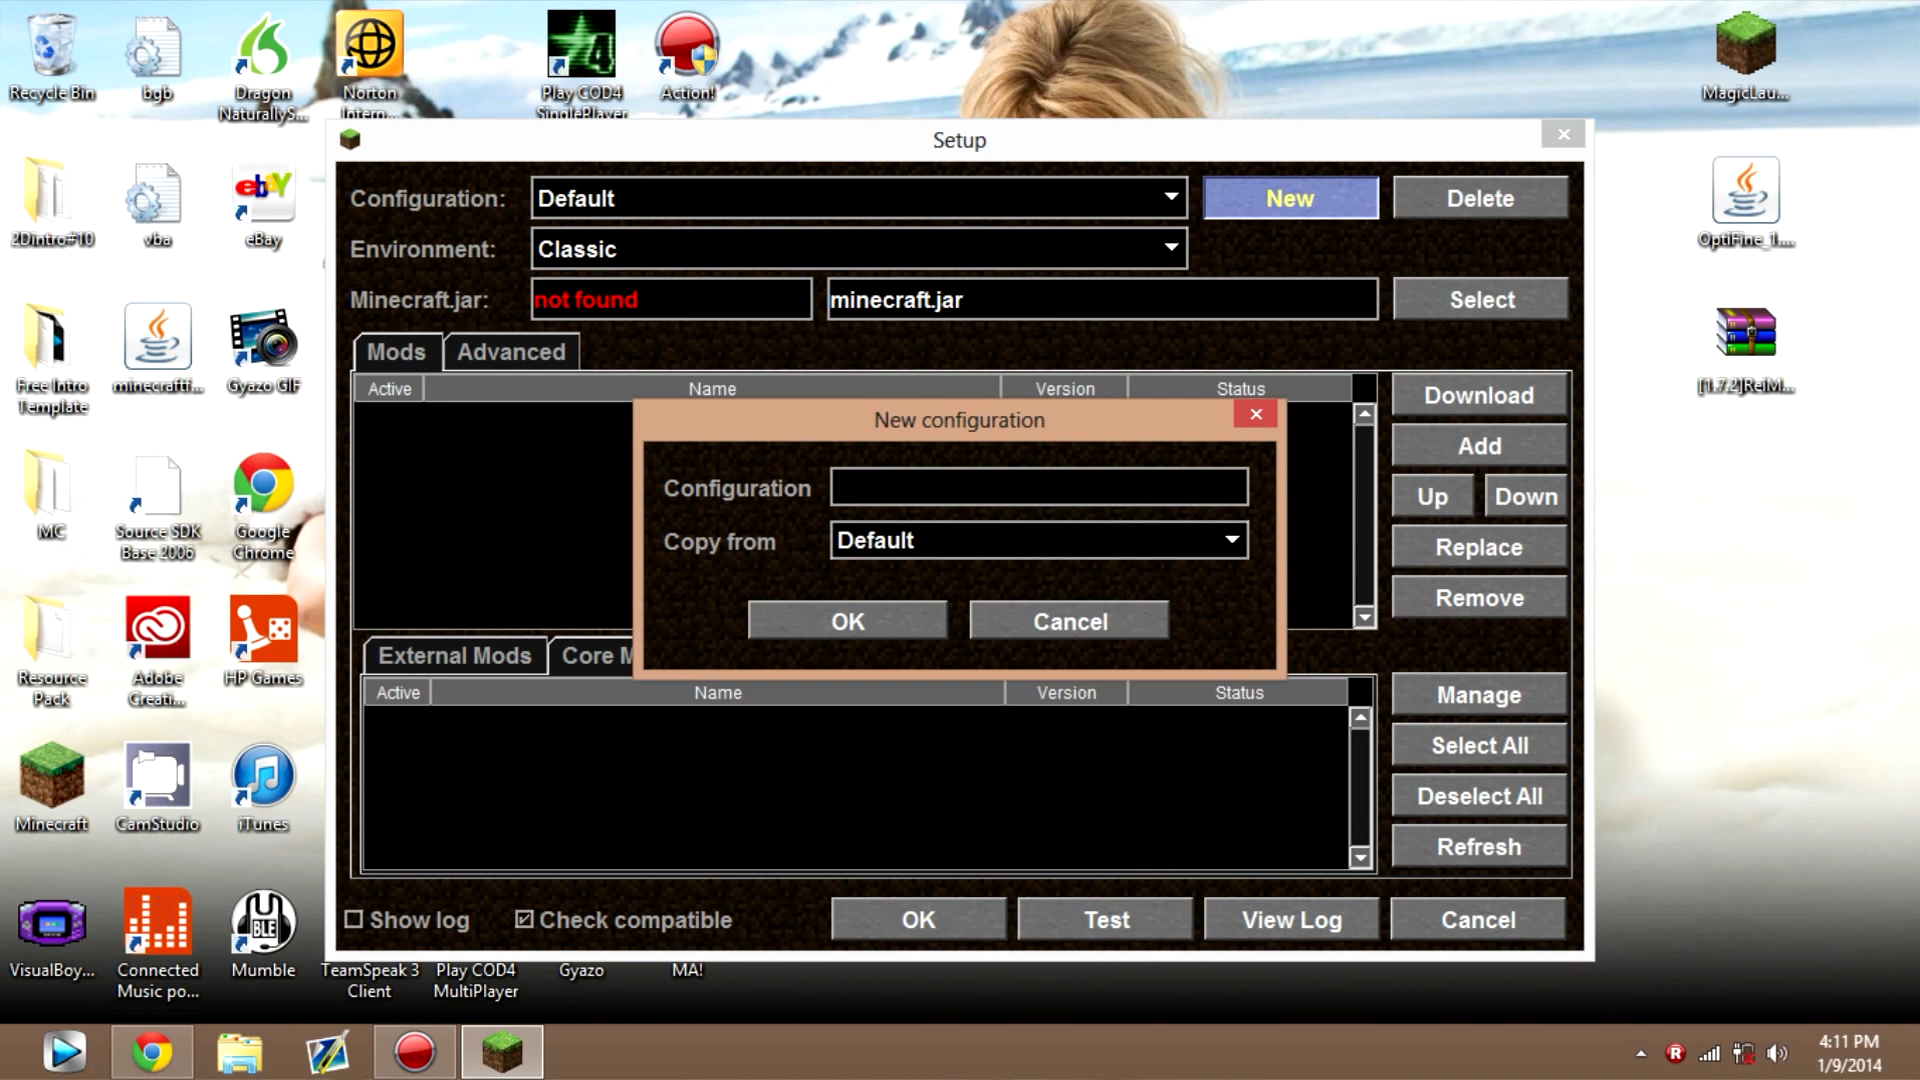 Recycle Bin
bgb
Dragon
NaturallyS...
Norton
Intern...
Play COD4
SinglePlayer
Action!
MagicLau...
Setup
Configuration:
Default
New
Delete
2Dintro#10
vba
eBay
Environment:
Classic
OptiFine_1....
Minecraft.jar:
not found
minecraft.jar
Select
Mods
Advanced
Free Intro
Template
minecraftf...
Gyazo GIF
[1.7.2]ReiM...
Active
Name
Version
Status
Download
New configuration
Add
Configuration
Up
Down
Copy from
Default
Replace
MC
Source SDK
Base 2006
Google
Chrome
Remove
OK
Cancel
External Mods
Core M
Resource
Pack
Adobe
Creati...
HP Games
Active
Name
Version
Status
Manage
Select All
Deselect All
Refresh
Minecraft
CamStudio
iTunes
Show log
Check compatible
OK
Test
View Log
Cancel
VisualBoy...
Connected
Music po...
Mumble
TeamSpeak 3
Client
Play COD4
MultiPlayer
Gyazo
MA!
4:11 PM
1/9/2014